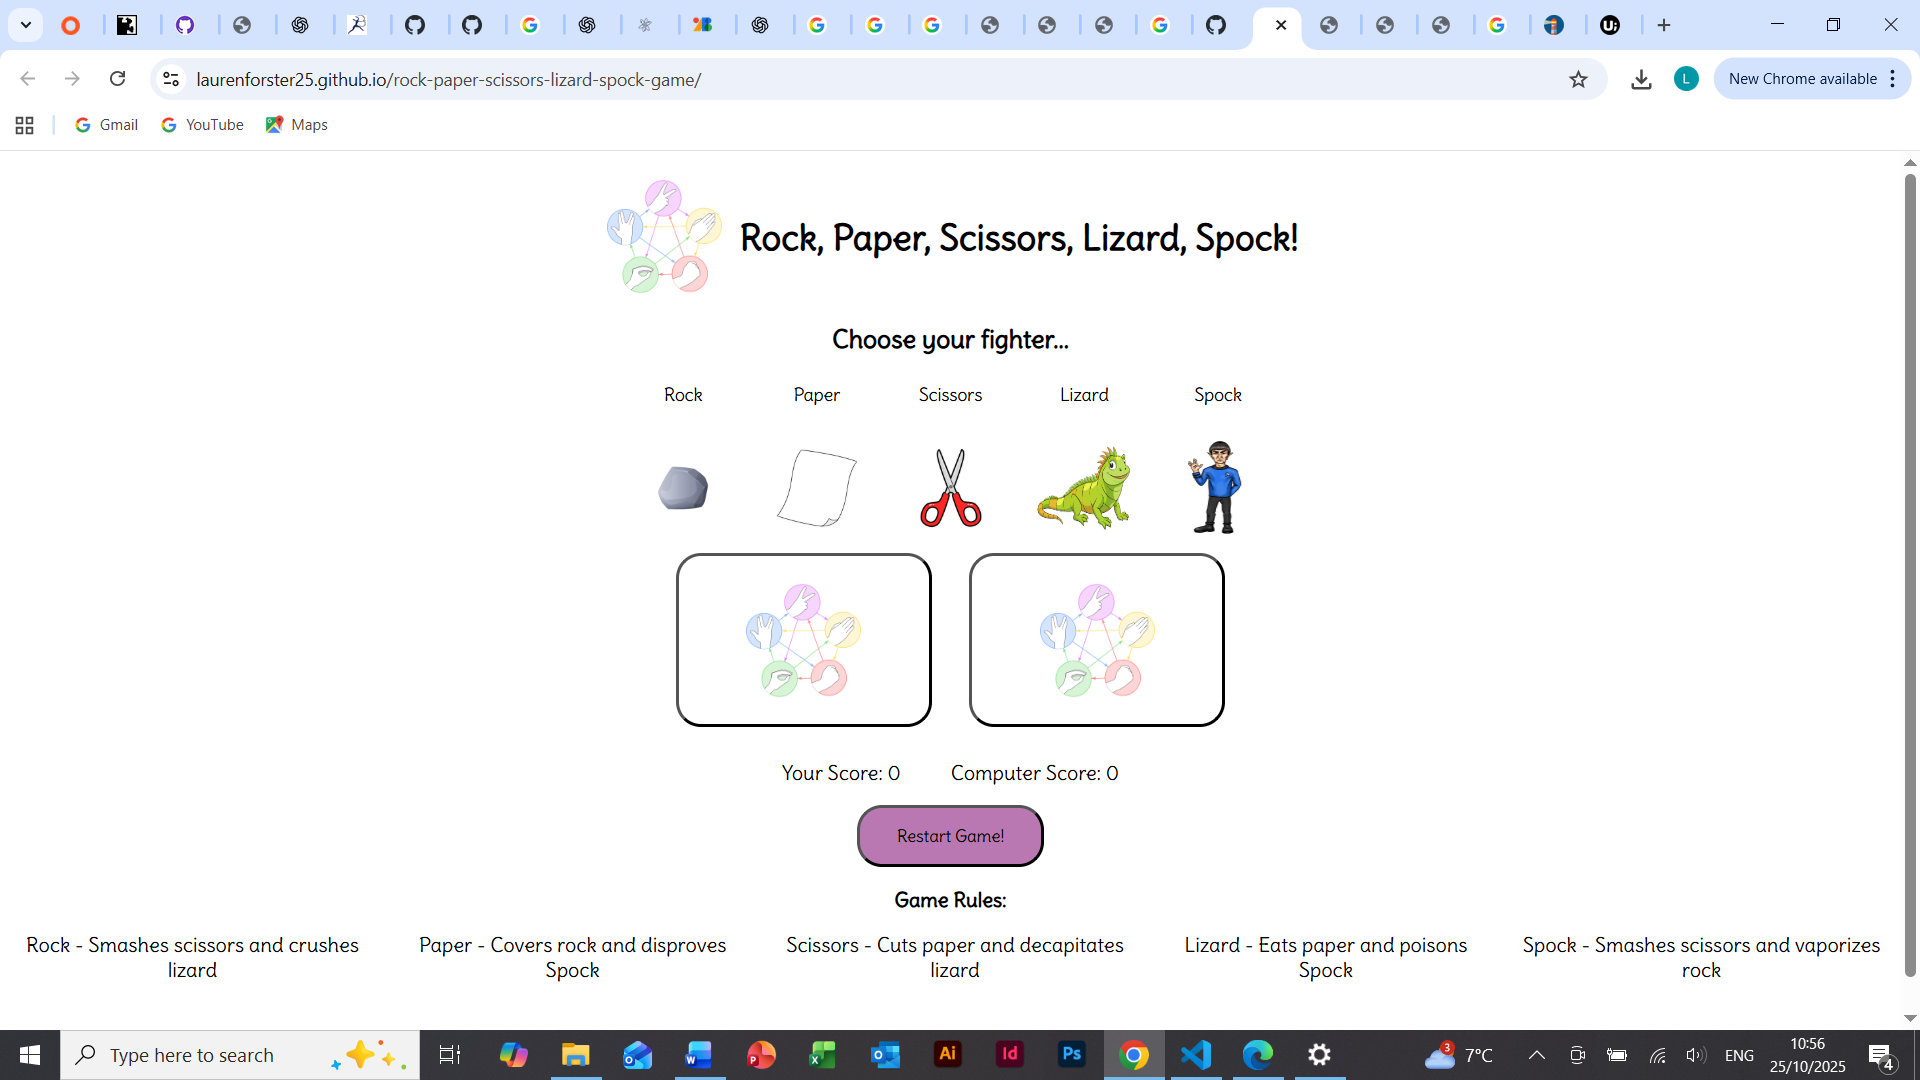 laurenforster25.github.io/rock-paper-scissors-lizard-spock-game/
L
New Chrome available
Gmail
YouTube
Maps
Rock, Paper, Scissors, Lizard, Spock!
Choose your fighter...
Rock Paper Scissors Lizard Spock
Your Score: 0 Computer Score: 0
Restart Game!
Game Rules:
Rock - Smashes scissors and crushes
lizard
Paper - Covers rock and disproves
Spock
Scissors - Cuts paper and decapitates
lizard
Lizard - Eats paper and poisons
Spock
Spock - Smashes scissors and vaporizes
rock
Type here to search
Ai
Id
Ps
3
7°C
ENG
10:56
25/10/2025
4